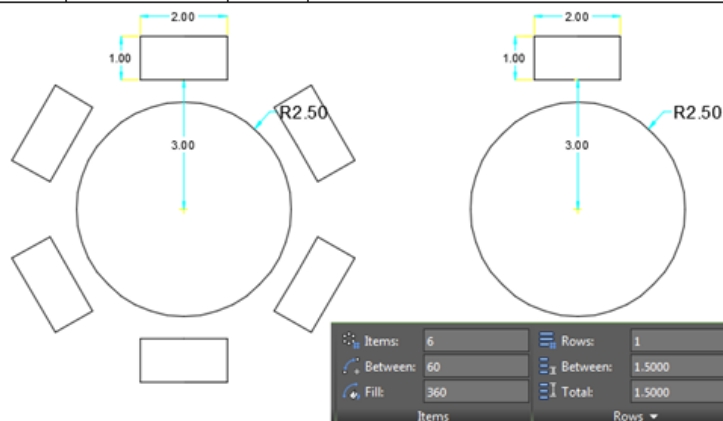 2.00
2.00
1.00
1.00
R2.50
R2.50
3.00
3.00
Items: 6 Rows: 1
Between: 60 Between: 1.5000
Fill: 360 Total: 1.5000
Items Rows